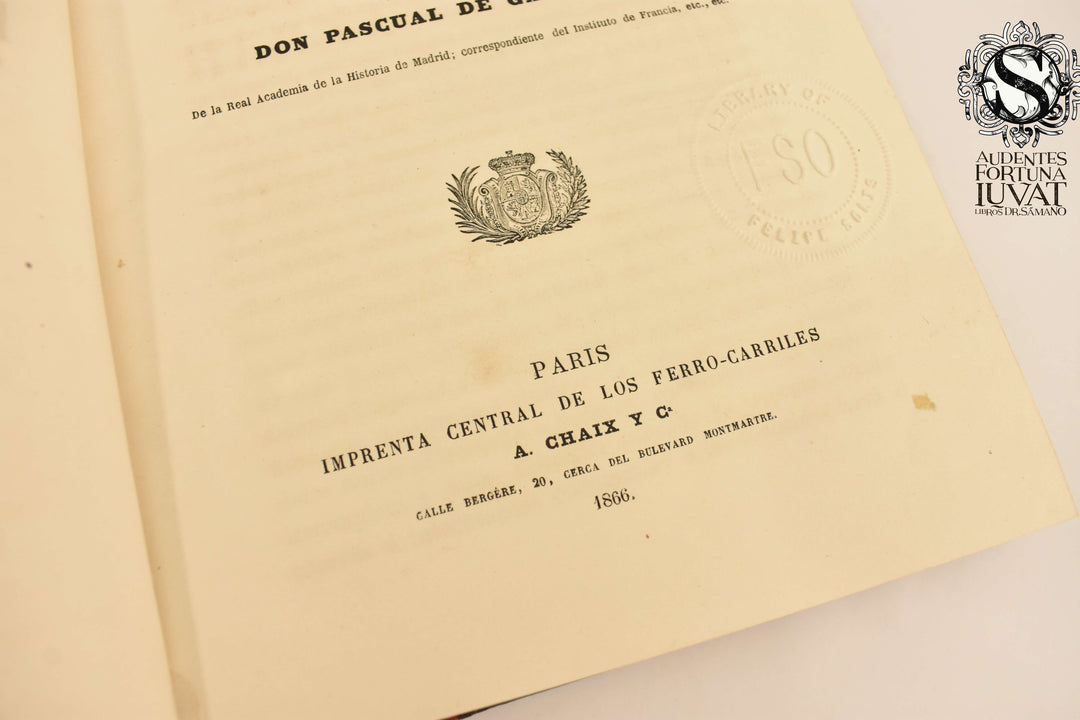 DON PASCUAL DE
De la Real Academia de la Historia de Madrid; correspondiente del Instituto de Francia, etc., etc.
LIBRARY OF
FELIPE
PARIS
IMPRENTA CENTRAL DE LOS FERRO-CARRILES
A. CHAIX Y Cª
CALLE BERGÈRE, 20, CERCA DEL BULEVARD MONTMARTRE.
1866.
S
AUDENTES
FORTUNA
IUVAT
LIBROS DR. SÁMANO